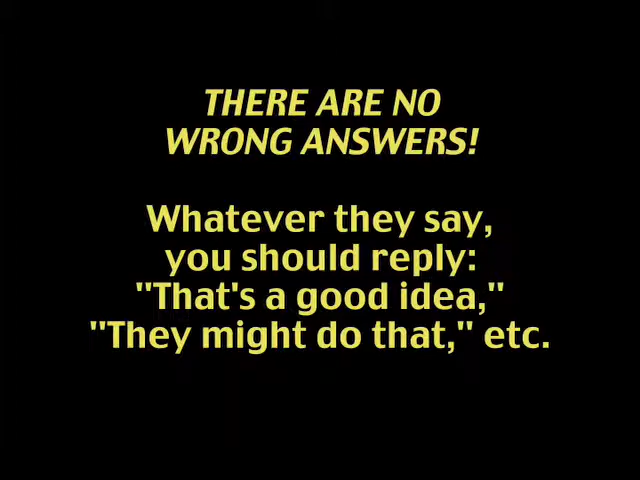 THERE ARE NO
WRONG ANSWERS!
Whatever they say,
you should reply:
"That's a good idea,"
"They might do that," etc.